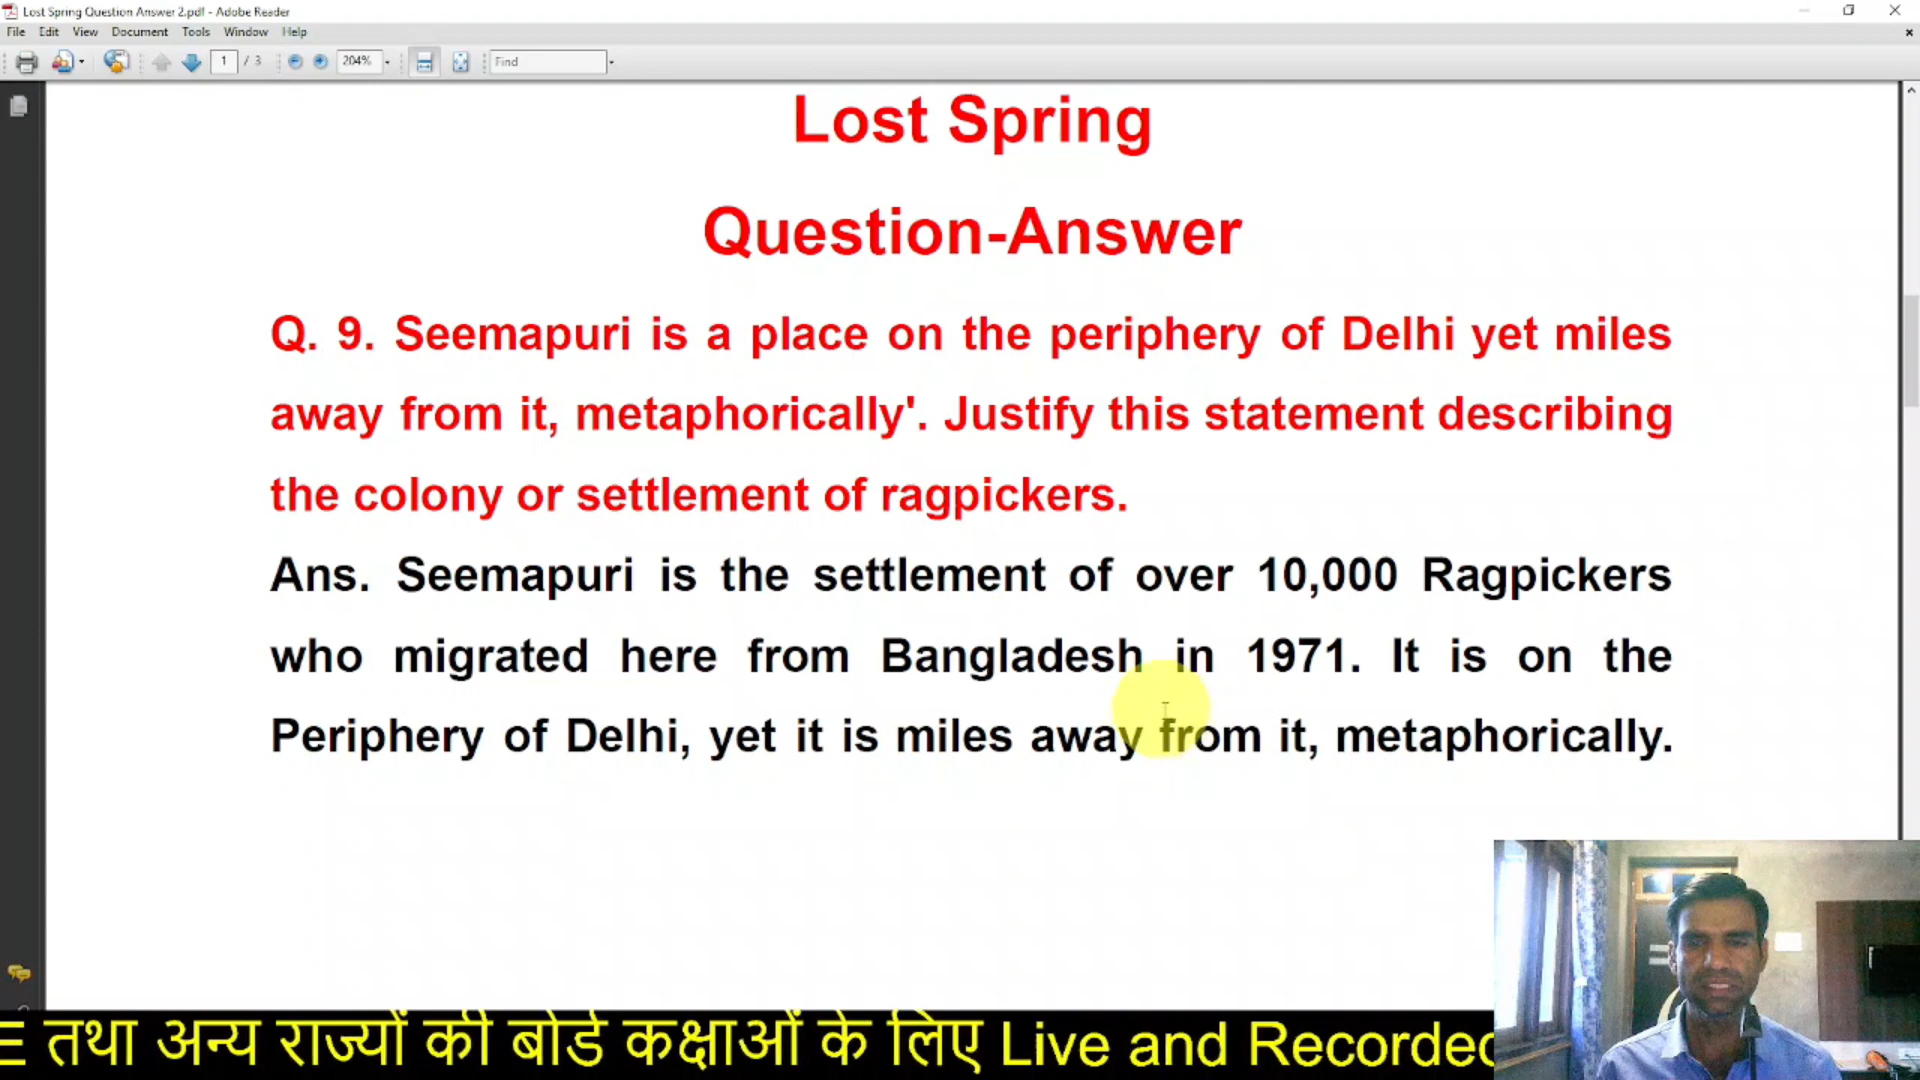 Lost Spring Question Answer 2.pdf - Adobe Reader
File Edit View Document Tools Window Help
1 / 3 204% Find
Lost Spring
Question-Answer
Q. 9. Seemapuri is a place on the periphery of Delhi yet miles
away from it, metaphorically'. Justify this statement describing
the colony or settlement of ragpickers.
Ans. Seemapuri is the settlement of over 10,000 Ragpickers
who migrated here from Bangladesh in 1971. It is on the
Periphery of Delhi, yet it is miles away from it, metaphorically.
तथा अन्य राज्यों की बोर्ड कक्षाओं के लिए Live and Recorded